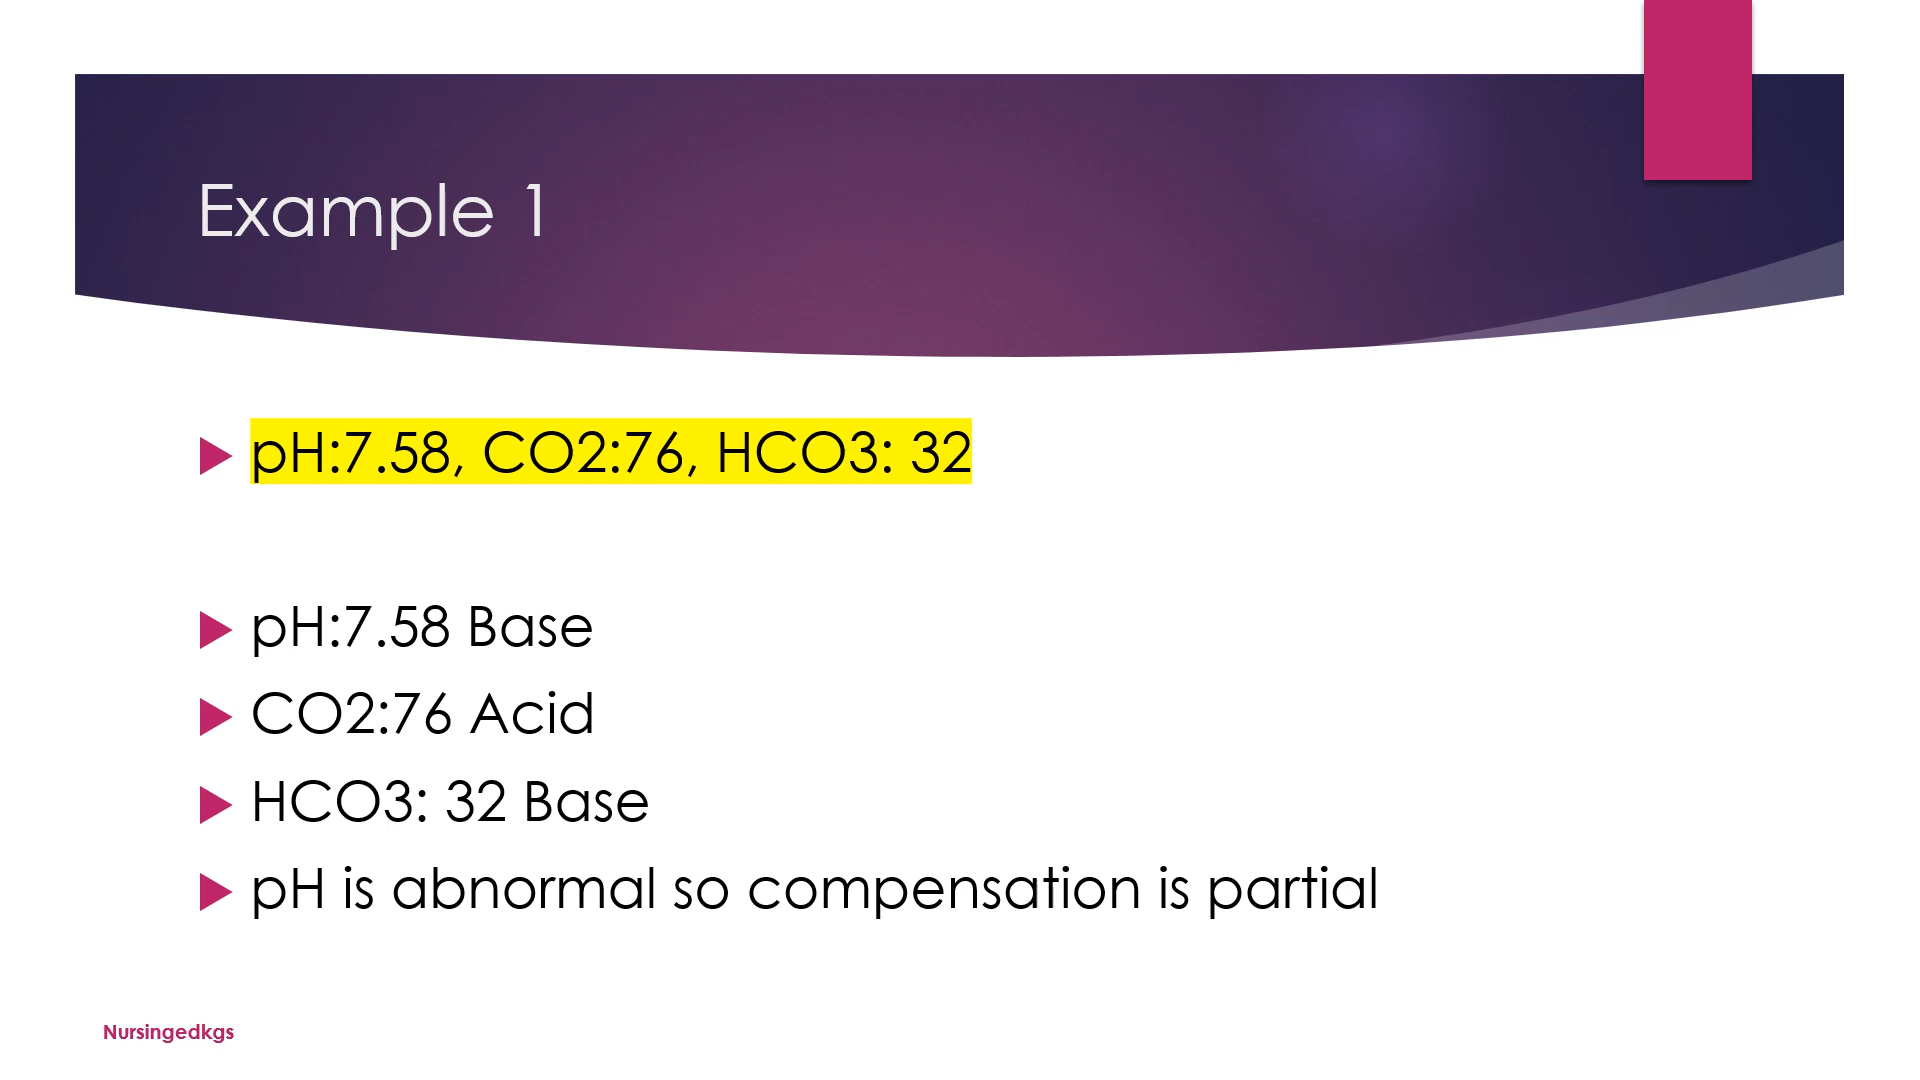 Example 1
pH:7.58, CO2:76, HCO3: 32
pH:7.58 Base
CO2:76 Acid
HCO3: 32 Base
pH is abnormal so compensation is partial
Nursingedkgs